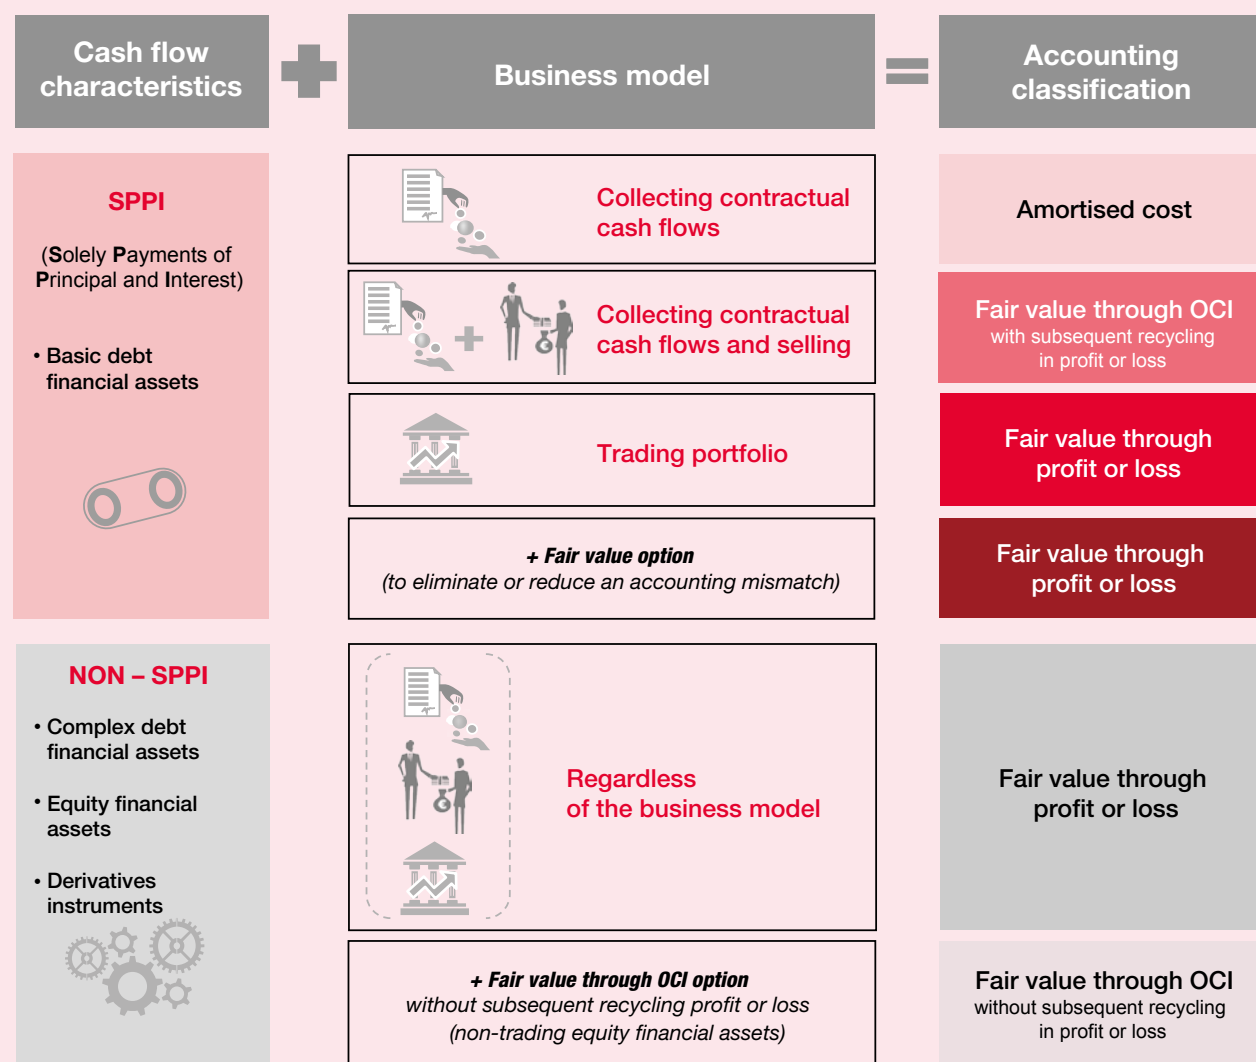 Cash flow
characteristics
Business model
Accounting
classification
SPPI
(Solely Payments of
Principal and Interest)
• Basic debt
financial assets
Collecting contractual
cash flows
Amortised cost
Collecting contractual
cash flows and selling
Fair value through OCI
with subsequent recycling
in profit or loss
Trading portfolio
Fair value through
profit or loss
+ Fair value option
(to eliminate or reduce an accounting mismatch)
Fair value through
profit or loss
NON – SPPI
• Complex debt
financial assets
• Equity financial
assets
• Derivatives
instruments
Regardless
of the business model
Fair value through
profit or loss
+ Fair value through OCI option
without subsequent recycling profit or loss
(non-trading equity financial assets)
Fair value through OCI
without subsequent recycling
in profit or loss